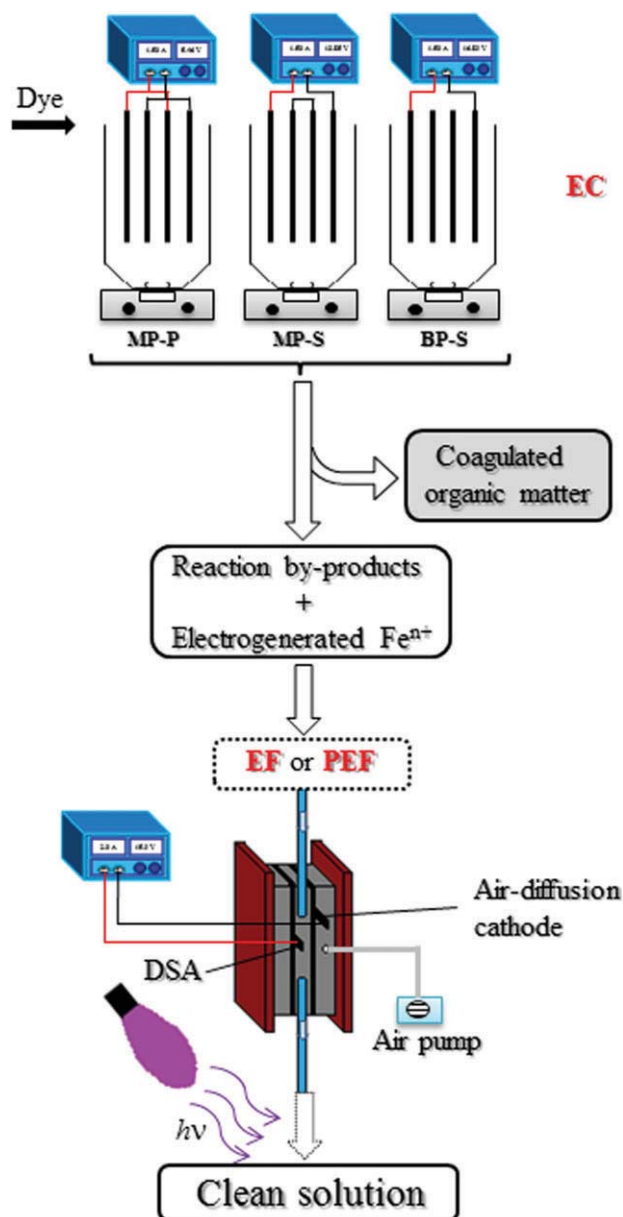 Dye
EC
MP-P
MP-S
BP-S
Coagulated
organic matter
Reaction by-products
+
Electrogenerated Feⁿ⁺
EF or PEF
Air-diffusion
cathode
DSA
Air pump
hν
Clean solution